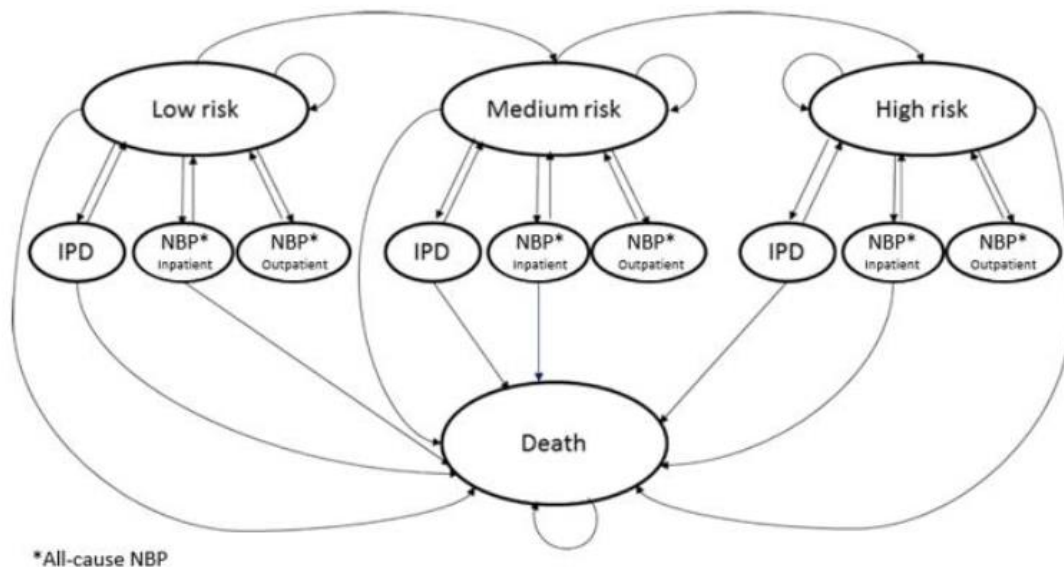 Low risk
Medium risk
High risk
IPD
NBP*
Inpatient
NBP*
Outpatient
IPD
NBP*
Inpatient
NBP*
Outpatient
IPD
NBP*
Inpatient
NBP*
Outpatient
Death
*All-cause NBP